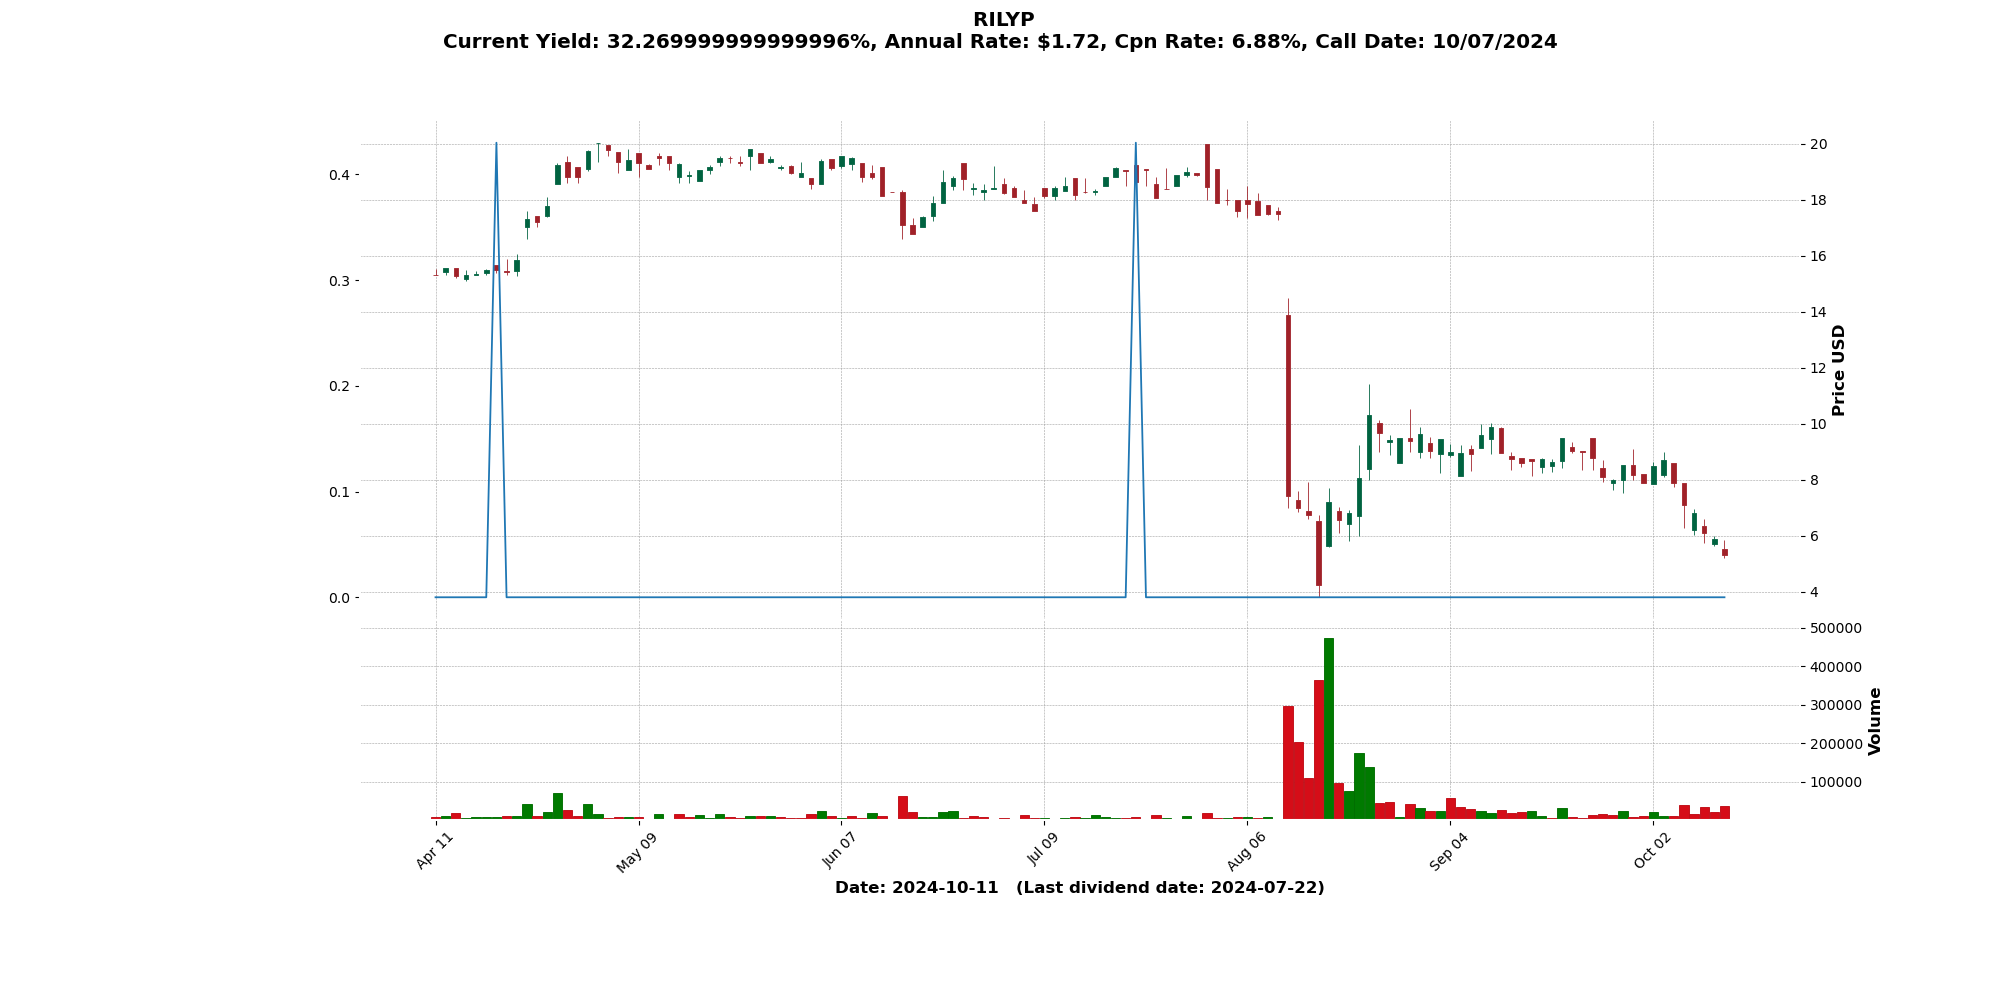 RILYP
Current Yield: 32.269999999999996%, Annual Rate: $1.72, Cpn Rate: 6.88%, Call Date: 10/07/2024
0.4
0.3
0.2
0.1
0.0
20
18
16
14
12
10
8
6
4
Price USD
500000
400000
300000
200000
100000
Volume
Apr 11
May 09
Jun 07
Jul 09
Aug 06
Sep 04
Oct 02
Date: 2024-10-11 (Last dividend date: 2024-07-22)